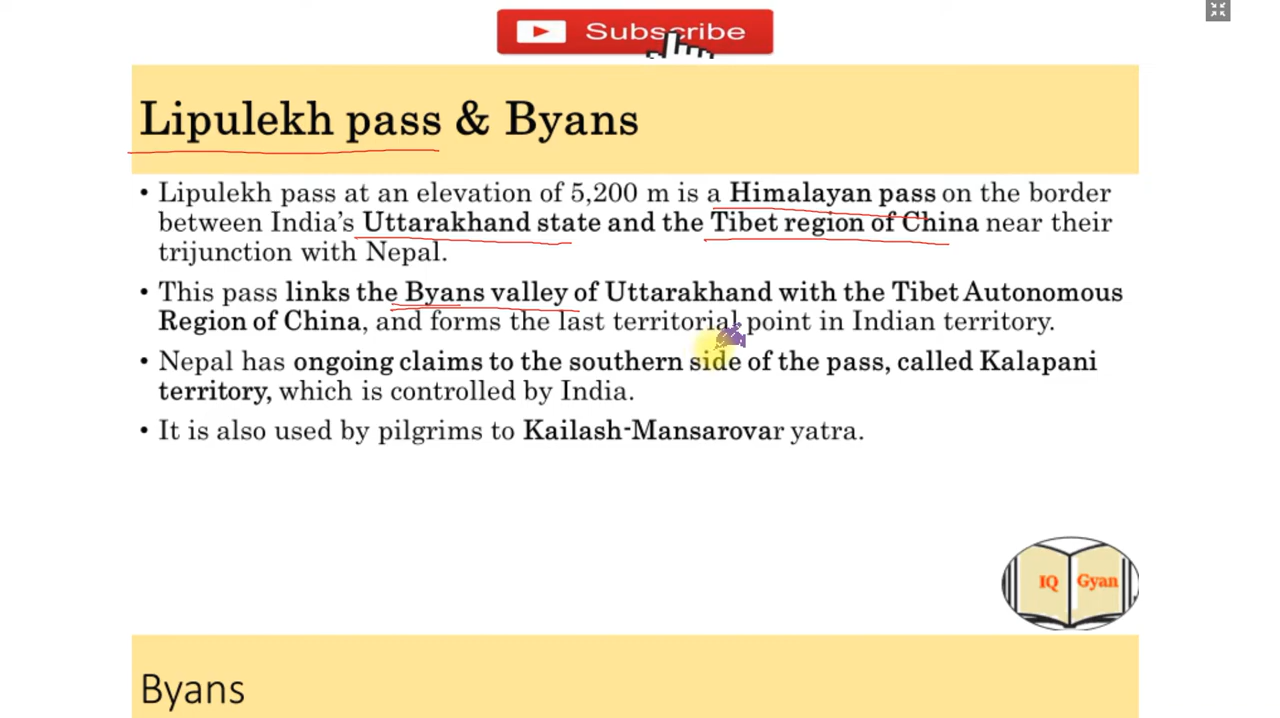 Subscribe
Lipulekh pass & Byans
• Lipulekh pass at an elevation of 5,200 m is a Himalayan pass on the border
between India's Uttarakhand state and the Tibet region of China near their
trijunction with Nepal.
• This pass links the Byans valley of Uttarakhand with the Tibet Autonomous
Region of China, and forms the last territorial point in Indian territory.
• Nepal has ongoing claims to the southern side of the pass, called Kalapani
territory, which is controlled by India.
• It is also used by pilgrims to Kailash-Mansarovar yatra.
IQ Gyan
Byans